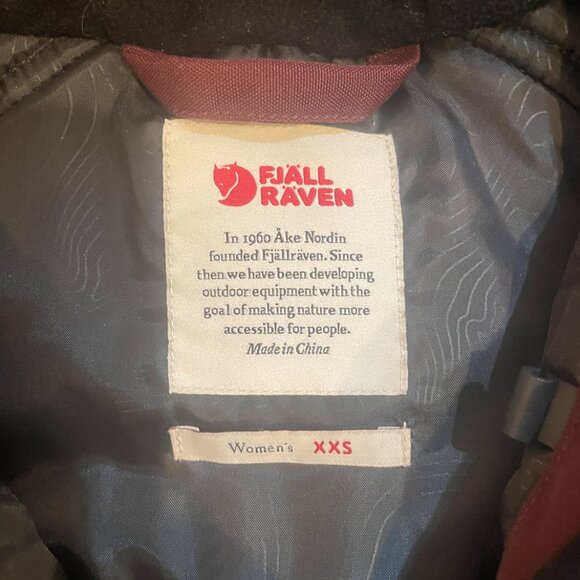 FJÄLL
RÄVEN
In 1960 Åke Nordin
founded Fjällräven. Since
then we have been developing
outdoor equipment with the
goal of making nature more
accessible for people.
Made in China
Women's XXS